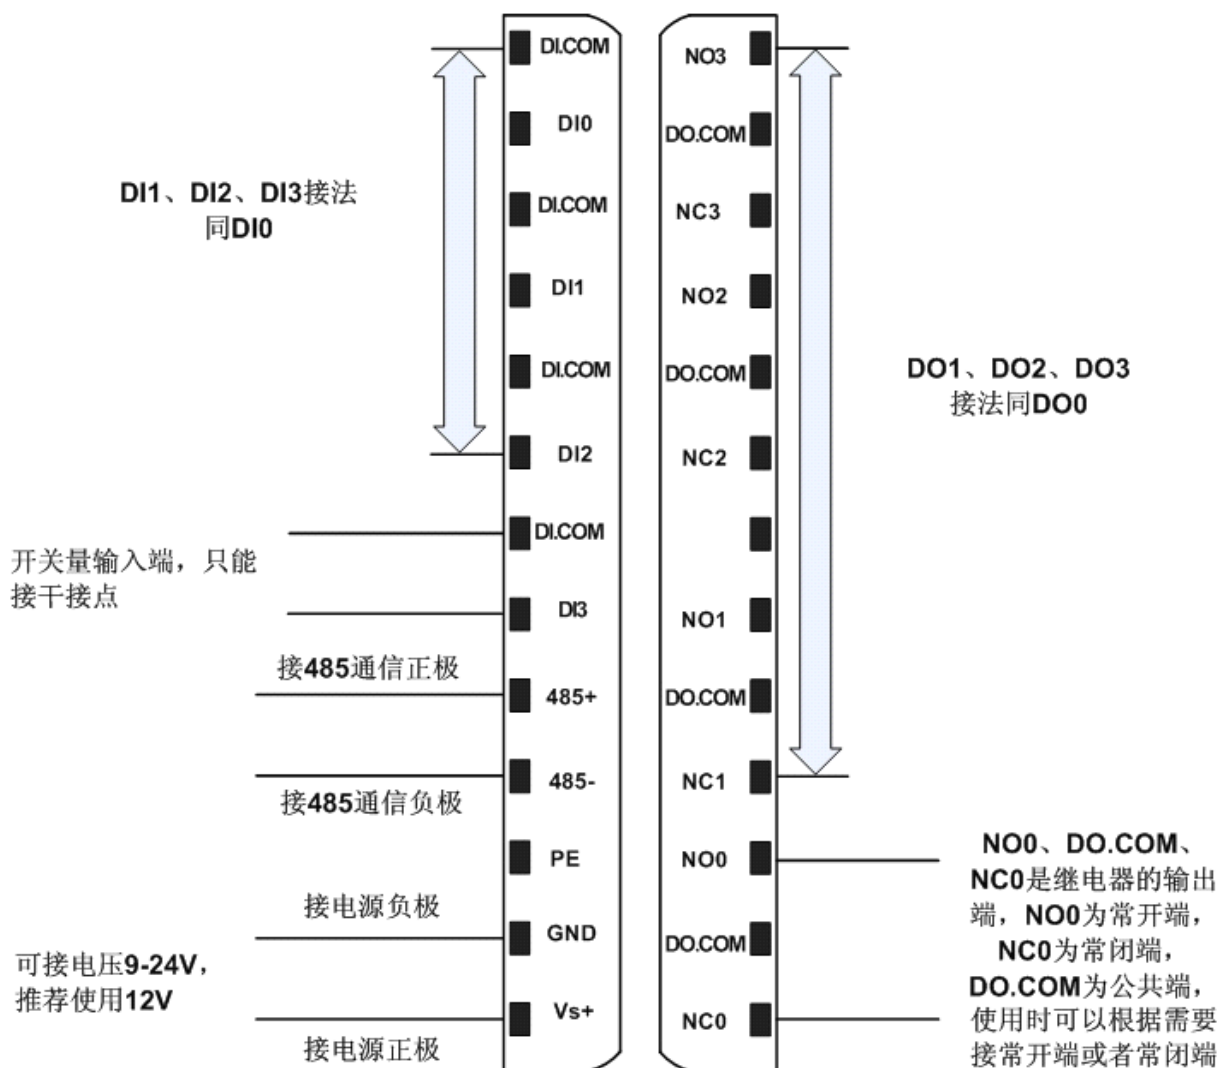 DI.COM
DI0
DI.COM
DI1
DI.COM
DI2
DI.COM
DI3
485+
485-
PE
GND
Vs+
DI1、DI2、DI3接法
同DI0
开关量输入端，只能
接干接点
接485通信正极
接485通信负极
接电源负极
可接电压9-24V，
推荐使用12V
接电源正极
NO3
DO.COM
NC3
NO2
DO.COM
NC2
NO1
DO.COM
NC1
NO0
DO.COM
NC0
DO1、DO2、DO3
接法同DO0
NO0、DO.COM、
NC0是继电器的输出
端，NO0为常开端，
NC0为常闭端，
DO.COM为公共端，
使用时可以根据需要
接常开端或者常闭端